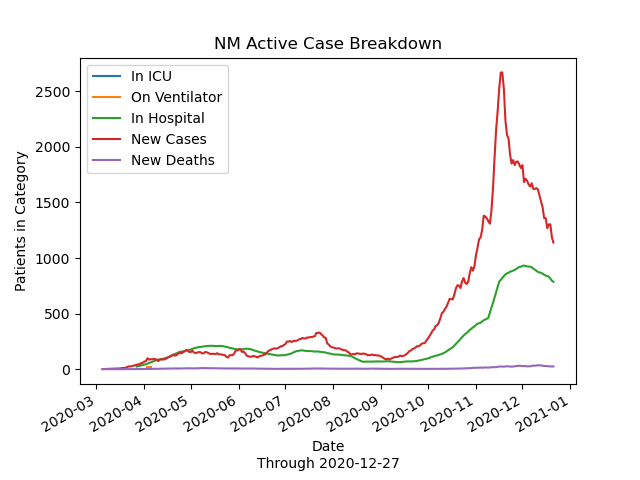 NM Active Case Breakdown
In ICU
On Ventilator
In Hospital
New Cases
New Deaths
Patients in Category
2500
2000
1500
1000
500
0
2020-03
2020-04
2020-05
2020-06
2020-07
2020-08
2020-09
2020-10
2020-11
2020-12
2021-01
Date
Through 2020-12-27